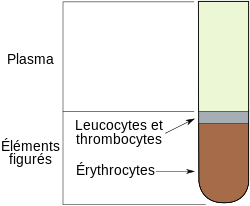 Plasma
Leucocytes et
thrombocytes
Éléments
figurés
Érythrocytes